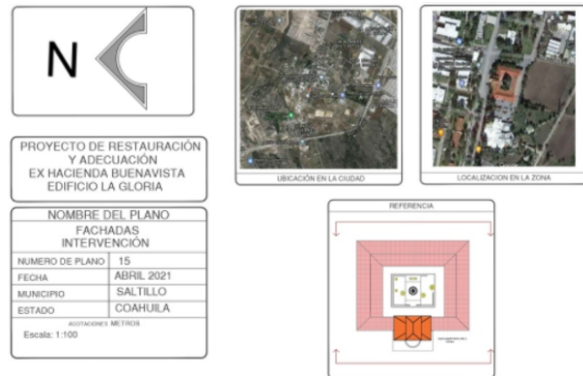 N
PROYECTO DE RESTAURACIÓN
Y ADECUACIÓN
EX HACIENDA BUENAVISTA
EDIFICIO LA GLORIA
NOMBRE DEL PLANO
FACHADAS
INTERVENCIÓN
NUMERO DE PLANO 15
FECHA ABRIL 2021
MUNICIPIO SALTILLO
ESTADO COAHUILA
ACOTACIONES METROS
Escala: 1:100
UBICACIÓN EN LA CIUDAD
LOCALIZACION EN LA ZONA
REFERENCIA